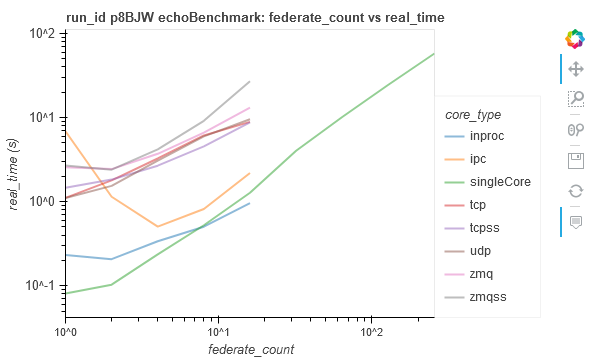 run_id p8BJW echoBenchmark: federate_count vs real_time
real_time (s)
10^2
10^1
10^0
10^-1
10^0
10^1
10^2
federate_count
core_type
inproc
ipc
singleCore
tcp
tcpss
udp
zmq
zmqss